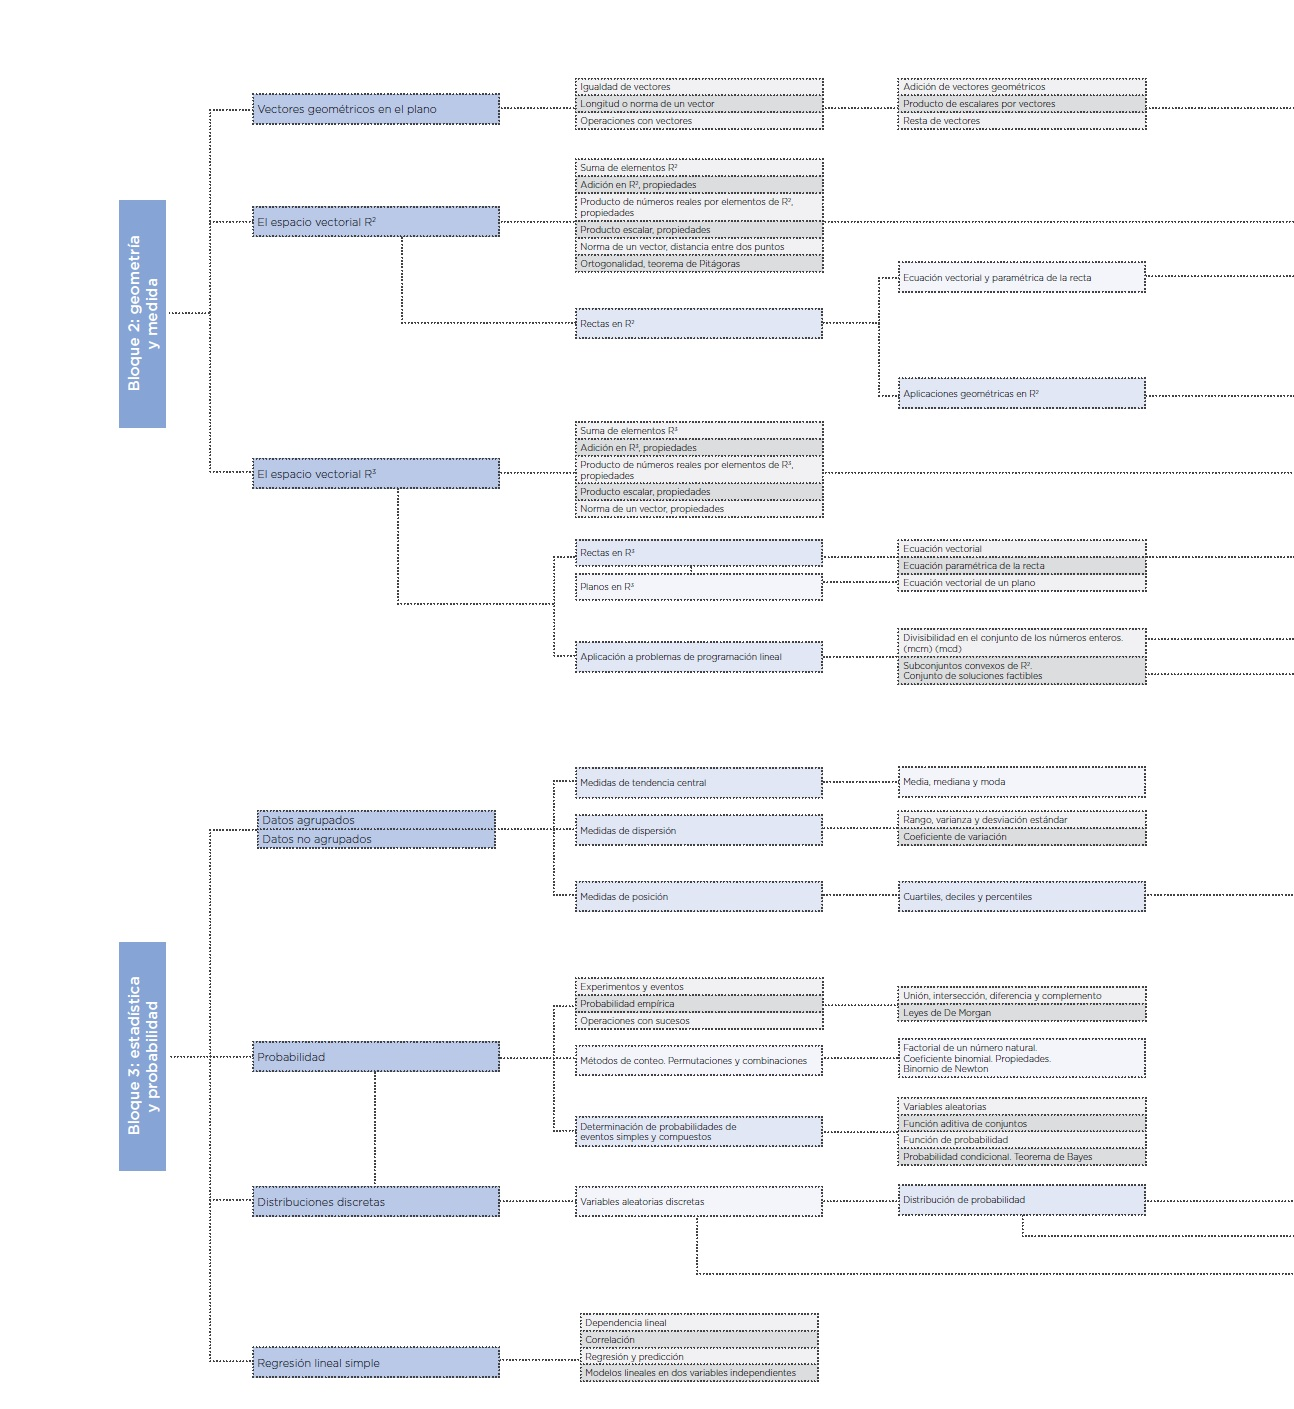 Bloque 2: geometría
y medida
Vectores geométricos en el plano
Igualdad de vectores
Longitud o norma de un vector
Operaciones con vectores
Adición de vectores geométricos
Producto de escalares por vectores
Resta de vectores
El espacio vectorial R²
Suma de elementos R²
Adición en R², propiedades
Producto de números reales por elementos de R²,
propiedades
Producto escalar, propiedades
Norma de un vector, distancia entre dos puntos
Ortogonalidad, teorema de Pitágoras
Rectas en R²
Ecuación vectorial y paramétrica de la recta
Aplicaciones geométricas en R²
El espacio vectorial R³
Suma de elementos R³
Adición en R³, propiedades
Producto de números reales por elementos de R³,
propiedades
Producto escalar, propiedades
Norma de un vector, propiedades
Rectas en R³
Planos en R³
Ecuación vectorial
Ecuación paramétrica de la recta
Ecuación vectorial de un plano
Aplicación a problemas de programación lineal
Divisibilidad en el conjunto de los números enteros.
(mcm) (mcd)
Subconjuntos convexos de R².
Conjunto de soluciones factibles
Bloque 3: estadística
y probabilidad
Datos agrupados
Datos no agrupados
Medidas de tendencia central
Media, mediana y moda
Medidas de dispersión
Rango, varianza y desviación estándar
Coeficiente de variación
Medidas de posición
Cuartiles, deciles y percentiles
Probabilidad
Experimentos y eventos
Probabilidad empírica
Operaciones con sucesos
Unión, intersección, diferencia y complemento
Leyes de De Morgan
Métodos de conteo. Permutaciones y combinaciones
Factorial de un número natural.
Coeficiente binomial. Propiedades.
Binomio de Newton
Determinación de probabilidades de
eventos simples y compuestos
Variables aleatorias
Función aditiva de conjuntos
Función de probabilidad
Probabilidad condicional. Teorema de Bayes
Distribuciones discretas
Variables aleatorias discretas
Distribución de probabilidad
Regresión lineal simple
Dependencia lineal
Correlación
Regresión y predicción
Modelos lineales en dos variables independientes